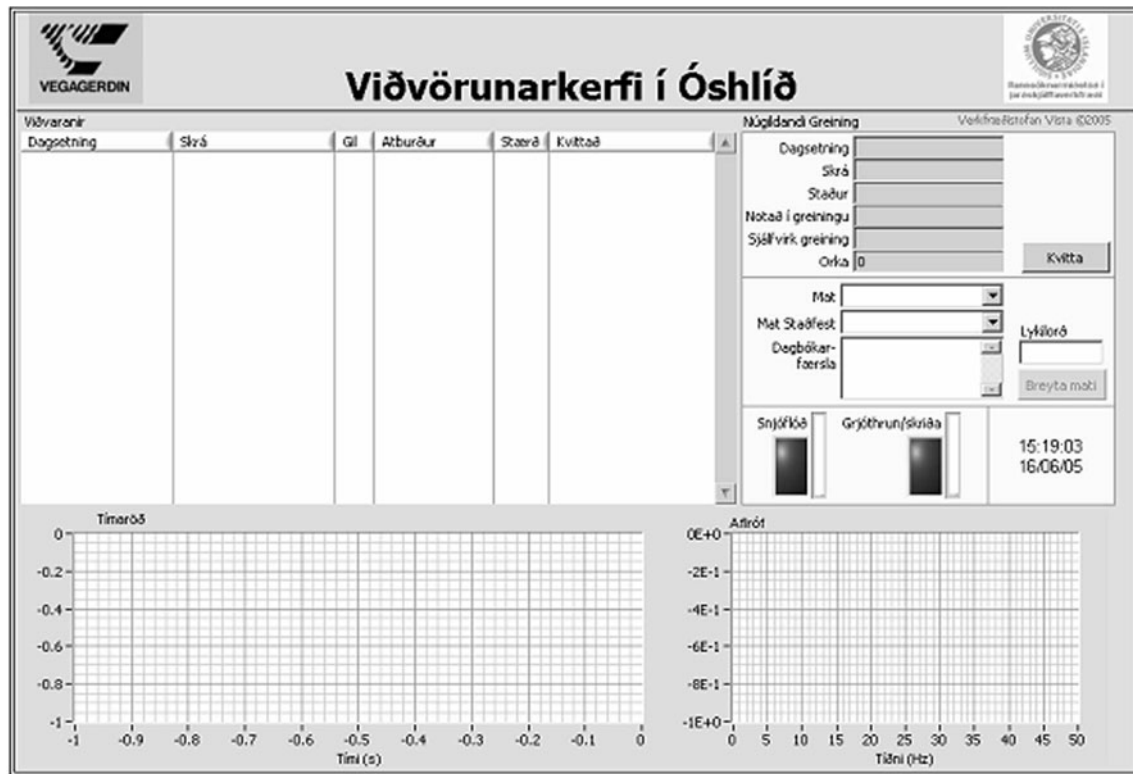 VEGAGERDIN
Viðvörunarkerfi í Óshlíð
Viðvaranir
Dagsetning Skrá Gil Atburður Stærð Kvittað
Núgildandi Greining
Verkfræðistofan Vista ©2005
Dagsetning
Skrá
Staður
Notað í greiningu
Sjálfvirk greining
Orka 0
Kvitta
Mat
Mat Staðfest
Dagbókar-
færsla
Lykilorð
Breyta mati
Snjóflóð
Grjóthrun/skriða
15:19:03
16/06/05
Tímaröð
0
-0.2
-0.4
-0.6
-0.8
-1
-1 -0.9 -0.8 -0.7 -0.6 -0.5 -0.4 -0.3 -0.2 -0.1 0
Tími (s)
Aflróf
0E+0
-2E-1
-4E-1
-6E-1
-8E-1
-1E+0
0 5 10 15 20 25 30 35 40 45 50
Tíðni (Hz)